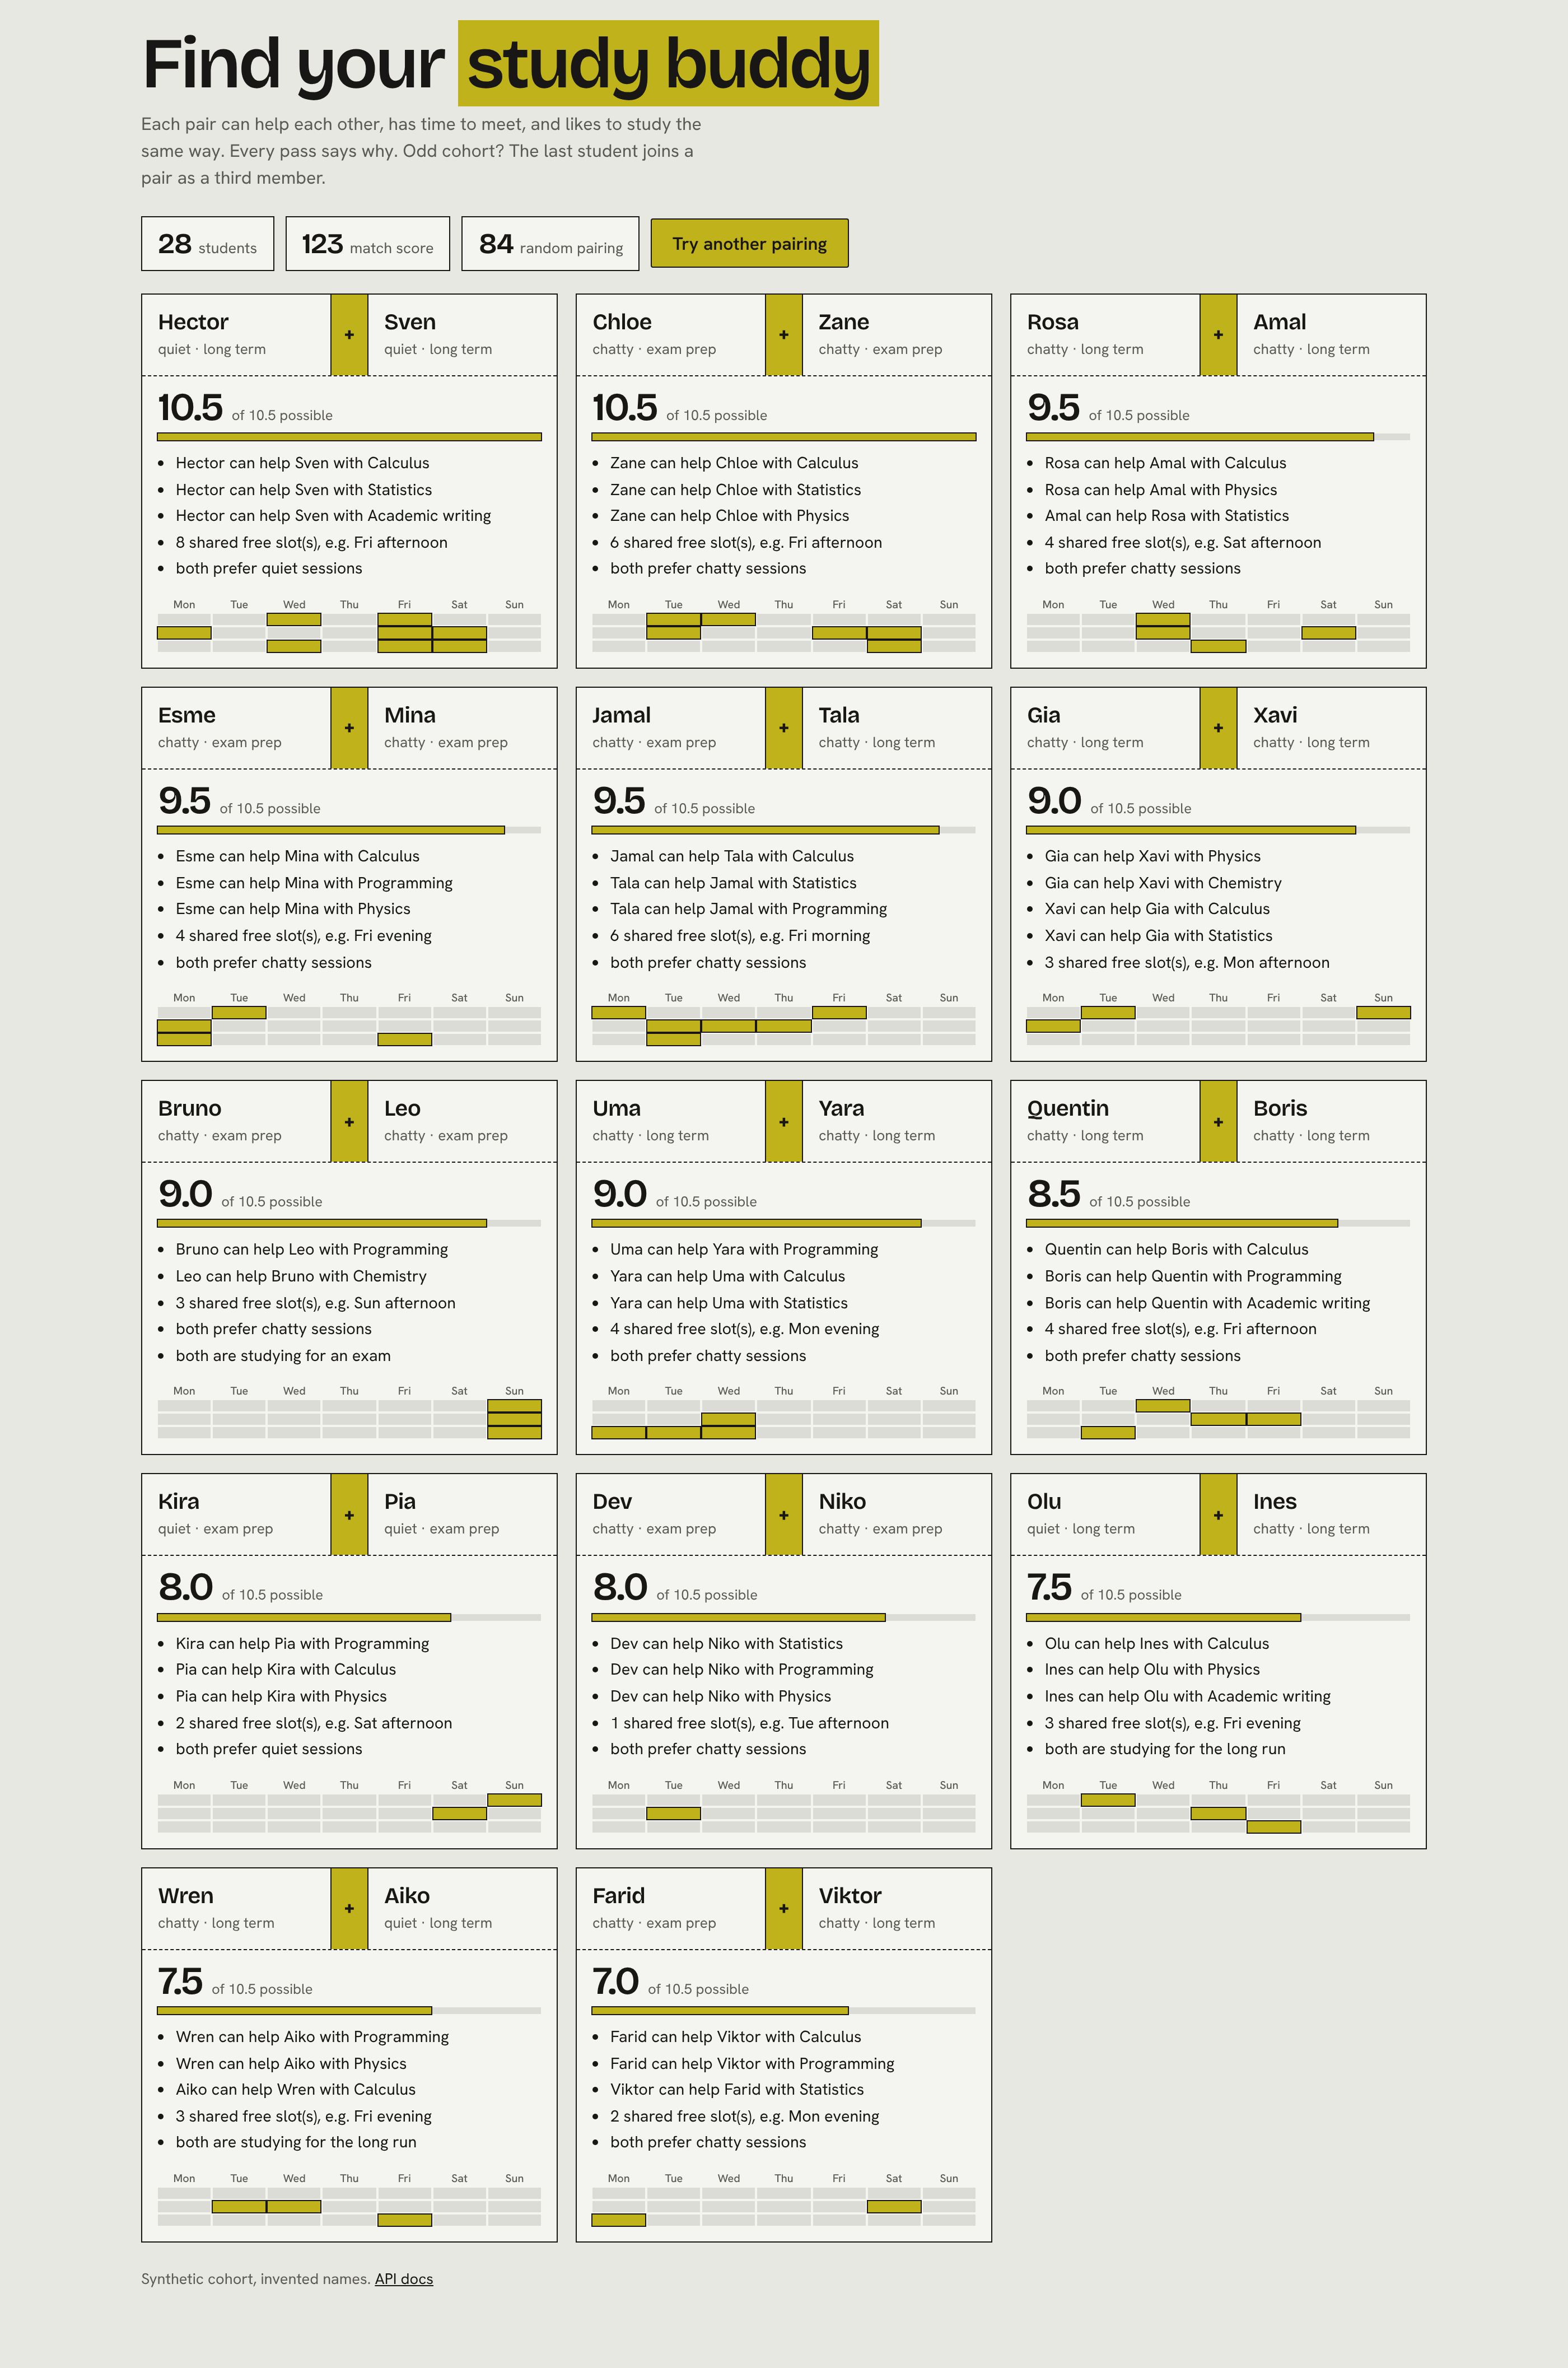 Find your study buddy
Each pair can help each other, has time to meet, and likes to study the
same way. Every pass says why. Odd cohort? The last student joins a
pair as a third member.
28 students
123 match score
84 random pairing
Try another pairing
Hector
quiet · long term
+
Sven
quiet · long term
10.5 of 10.5 possible
• Hector can help Sven with Calculus
• Hector can help Sven with Statistics
• Hector can help Sven with Academic writing
• 8 shared free slot(s), e.g. Fri afternoon
• both prefer quiet sessions
Mon Tue Wed Thu Fri Sat Sun
Chloe
chatty · exam prep
+
Zane
chatty · exam prep
10.5 of 10.5 possible
• Zane can help Chloe with Calculus
• Zane can help Chloe with Statistics
• Zane can help Chloe with Physics
• 6 shared free slot(s), e.g. Fri afternoon
• both prefer chatty sessions
Mon Tue Wed Thu Fri Sat Sun
Rosa
chatty · long term
+
Amal
chatty · long term
9.5 of 10.5 possible
• Rosa can help Amal with Calculus
• Rosa can help Amal with Physics
• Amal can help Rosa with Statistics
• 4 shared free slot(s), e.g. Sat afternoon
• both prefer chatty sessions
Mon Tue Wed Thu Fri Sat Sun
Esme
chatty · exam prep
+
Mina
chatty · exam prep
9.5 of 10.5 possible
• Esme can help Mina with Calculus
• Esme can help Mina with Programming
• Esme can help Mina with Physics
• 4 shared free slot(s), e.g. Fri evening
• both prefer chatty sessions
Mon Tue Wed Thu Fri Sat Sun
Jamal
chatty · exam prep
+
Tala
chatty · long term
9.5 of 10.5 possible
• Jamal can help Tala with Calculus
• Tala can help Jamal with Statistics
• Tala can help Jamal with Programming
• 6 shared free slot(s), e.g. Fri morning
• both prefer chatty sessions
Mon Tue Wed Thu Fri Sat Sun
Gia
chatty · long term
+
Xavi
chatty · long term
9.0 of 10.5 possible
• Gia can help Xavi with Physics
• Gia can help Xavi with Chemistry
• Xavi can help Gia with Calculus
• Xavi can help Gia with Statistics
• 3 shared free slot(s), e.g. Mon afternoon
Mon Tue Wed Thu Fri Sat Sun
Bruno
chatty · exam prep
+
Leo
chatty · exam prep
9.0 of 10.5 possible
• Bruno can help Leo with Programming
• Leo can help Bruno with Chemistry
• 3 shared free slot(s), e.g. Sun afternoon
• both prefer chatty sessions
• both are studying for an exam
Mon Tue Wed Thu Fri Sat Sun
Uma
chatty · long term
+
Yara
chatty · long term
9.0 of 10.5 possible
• Uma can help Yara with Programming
• Yara can help Uma with Calculus
• Yara can help Uma with Statistics
• 4 shared free slot(s), e.g. Mon evening
• both prefer chatty sessions
Mon Tue Wed Thu Fri Sat Sun
Quentin
chatty · long term
+
Boris
chatty · long term
8.5 of 10.5 possible
• Quentin can help Boris with Calculus
• Boris can help Quentin with Programming
• Boris can help Quentin with Academic writing
• 4 shared free slot(s), e.g. Fri afternoon
• both prefer chatty sessions
Mon Tue Wed Thu Fri Sat Sun
Kira
quiet · exam prep
+
Pia
quiet · exam prep
8.0 of 10.5 possible
• Kira can help Pia with Programming
• Pia can help Kira with Calculus
• Pia can help Kira with Physics
• 2 shared free slot(s), e.g. Sat afternoon
• both prefer quiet sessions
Mon Tue Wed Thu Fri Sat Sun
Dev
chatty · exam prep
+
Niko
chatty · exam prep
8.0 of 10.5 possible
• Dev can help Niko with Statistics
• Dev can help Niko with Programming
• Dev can help Niko with Physics
• 1 shared free slot(s), e.g. Tue afternoon
• both prefer chatty sessions
Mon Tue Wed Thu Fri Sat Sun
Olu
quiet · long term
+
Ines
chatty · long term
7.5 of 10.5 possible
• Olu can help Ines with Calculus
• Ines can help Olu with Physics
• Ines can help Olu with Academic writing
• 3 shared free slot(s), e.g. Fri evening
• both are studying for the long run
Mon Tue Wed Thu Fri Sat Sun
Wren
chatty · long term
+
Aiko
quiet · long term
7.5 of 10.5 possible
• Wren can help Aiko with Programming
• Wren can help Aiko with Physics
• Aiko can help Wren with Calculus
• 3 shared free slot(s), e.g. Fri evening
• both are studying for the long run
Mon Tue Wed Thu Fri Sat Sun
Farid
chatty · exam prep
+
Viktor
chatty · long term
7.0 of 10.5 possible
• Farid can help Viktor with Calculus
• Farid can help Viktor with Programming
• Viktor can help Farid with Statistics
• 2 shared free slot(s), e.g. Mon evening
• both prefer chatty sessions
Mon Tue Wed Thu Fri Sat Sun
Synthetic cohort, invented names. API docs